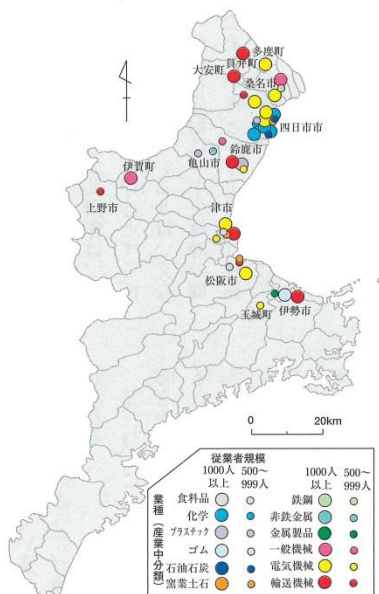 多度町
員弁町
大安町
桑名市
四日市市
鈴鹿市
亀山市
伊賀町
上野市
津市
松阪市
玉城町
伊勢市
0 20km
従業者規模
1000人以上 500〜999人
1000人以上 500〜999人
業種（産業中分類）
食料品
化学
プラスチック
ゴム
石油石炭
窯業土石
鉄鋼
非鉄金属
金属製品
一般機械
電気機械
輸送機械